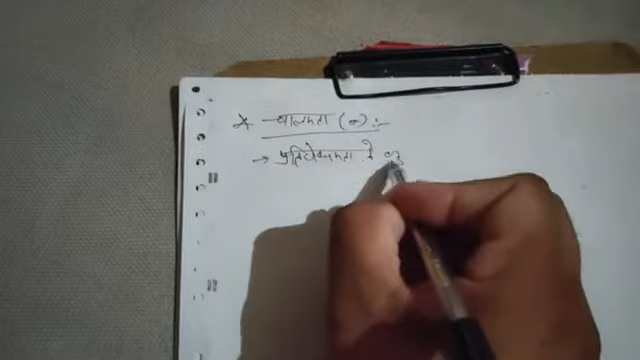 * चालकता (σ) :-
→ प्रतिरोधकता के व्यु